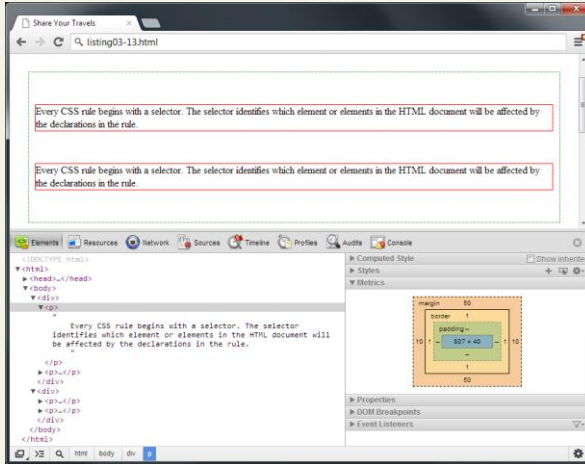 Share Your Travels
listing03-13.html
Every CSS rule begins with a selector. The selector identifies which element or elements in the HTML document will be affected by
the declarations in the rule.
Every CSS rule begins with a selector. The selector identifies which element or elements in the HTML document will be affected by
the declarations in the rule.
Elements Resources Network Sources Timeline Profiles Audits Console
<!DOCTYPE html>
▼<html>
▶<head>…</head>
▼<body>
▼<div>
▼<p>
"
Every CSS rule begins with a selector. The selector
identifies which element or elements in the HTML document will
be affected by the declarations in the rule.
"
</p>
▶<p>…</p>
</div>
▼<div>
▶<p>…</p>
▶<p>…</p>
</div>
</body>
</html>
▶ Computed Style Show inherite
▶ Styles
▼ Metrics
margin 50
border 1
padding –
10 1 – 807 × 40 – 1 10
–
1
50
▶ Properties
▶ DOM Breakpoints
▶ Event Listeners
html body div p